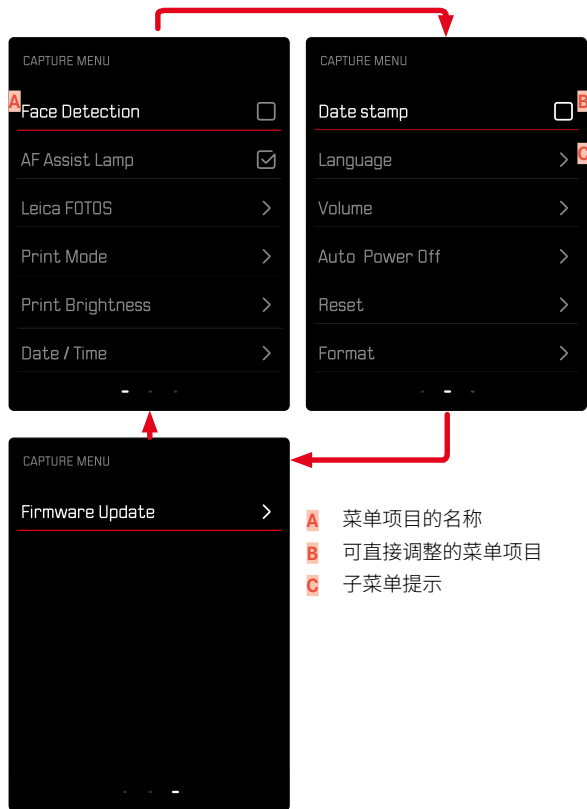 CAPTURE MENU
A
Face Detection
AF Assist Lamp
Leica FOTOS
Print Mode
Print Brightness
Date / Time
CAPTURE MENU
Date stamp
B
Language
C
Volume
Auto Power Off
Reset
Format
CAPTURE MENU
Firmware Update
A 菜单项目的名称
B 可直接调整的菜单项目
C 子菜单提示